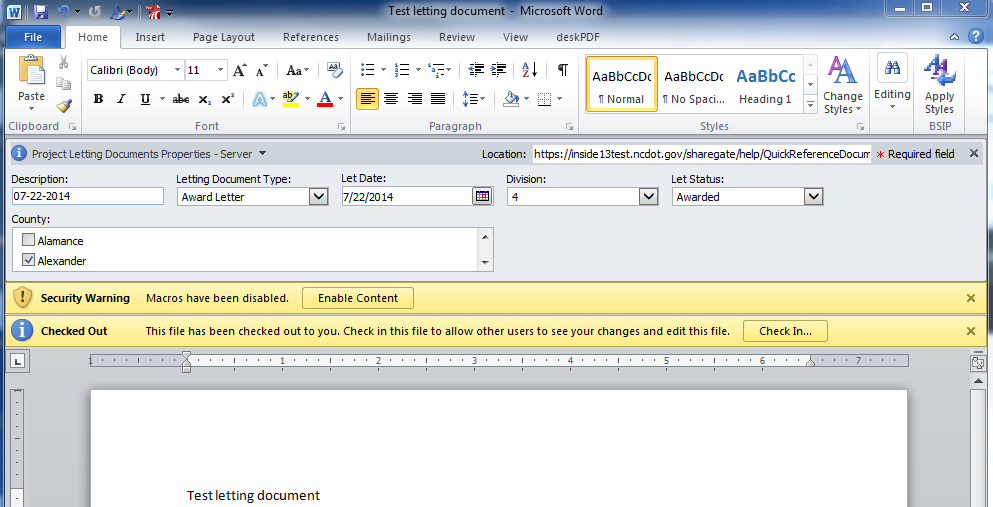 Test letting document - Microsoft Word
File Home Insert Page Layout References Mailings Review View deskPDF
Calibri (Body) 11 Aa AaBbCcDc AaBbCcDc AaBbCc
Paste B I U abc x₂ x² A ab A ¶ Normal ¶ No Spaci... Heading 1 Change Styles Editing Apply Styles
Clipboard Font Paragraph Styles BSIP
Project Letting Documents Properties - Server Location: https://inside13test.ncdot.gov/sharegate/help/QuickReferenceDocum * Required field
Description: Letting Document Type: Let Date: Division: Let Status:
07-22-2014 Award Letter 7/22/2014 4 Awarded
County:
Alamance
Alexander
Security Warning Macros have been disabled. Enable Content
Checked Out This file has been checked out to you. Check in this file to allow other users to see your changes and edit this file. Check In...
1 1 2 3 4 5 6 7
Test letting document